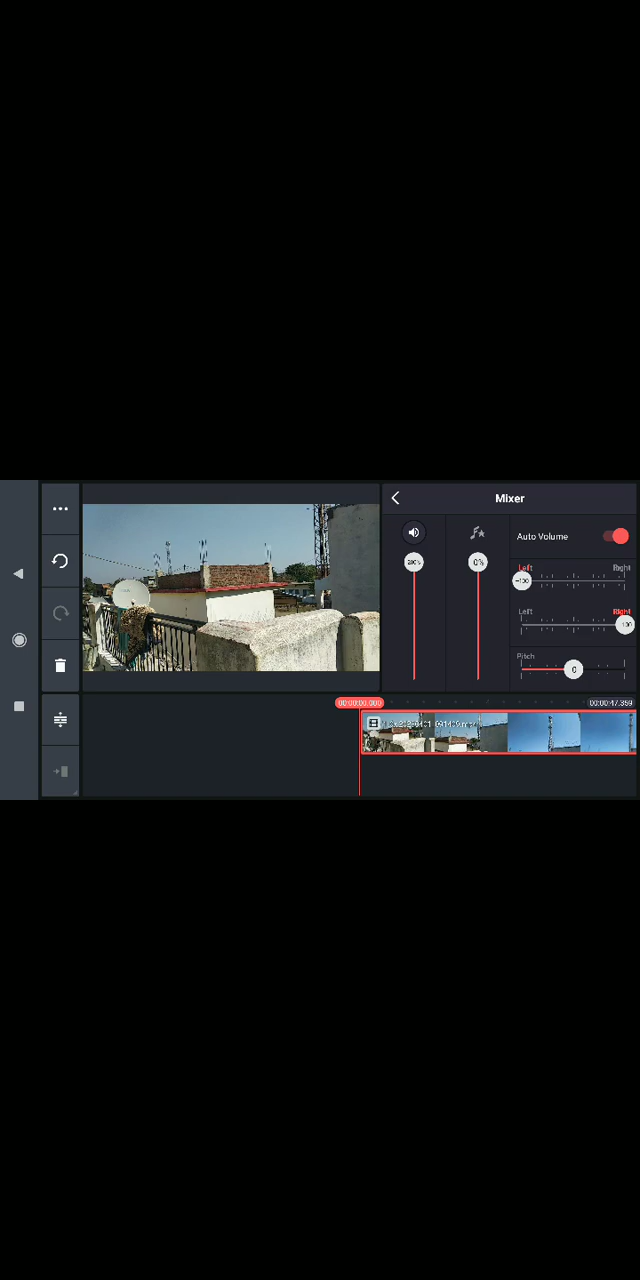 Mixer
200%
0%
Auto Volume
Left
Right
-100
Left
Right
100
Pitch
0
00:00:00.000
00:00:47.359